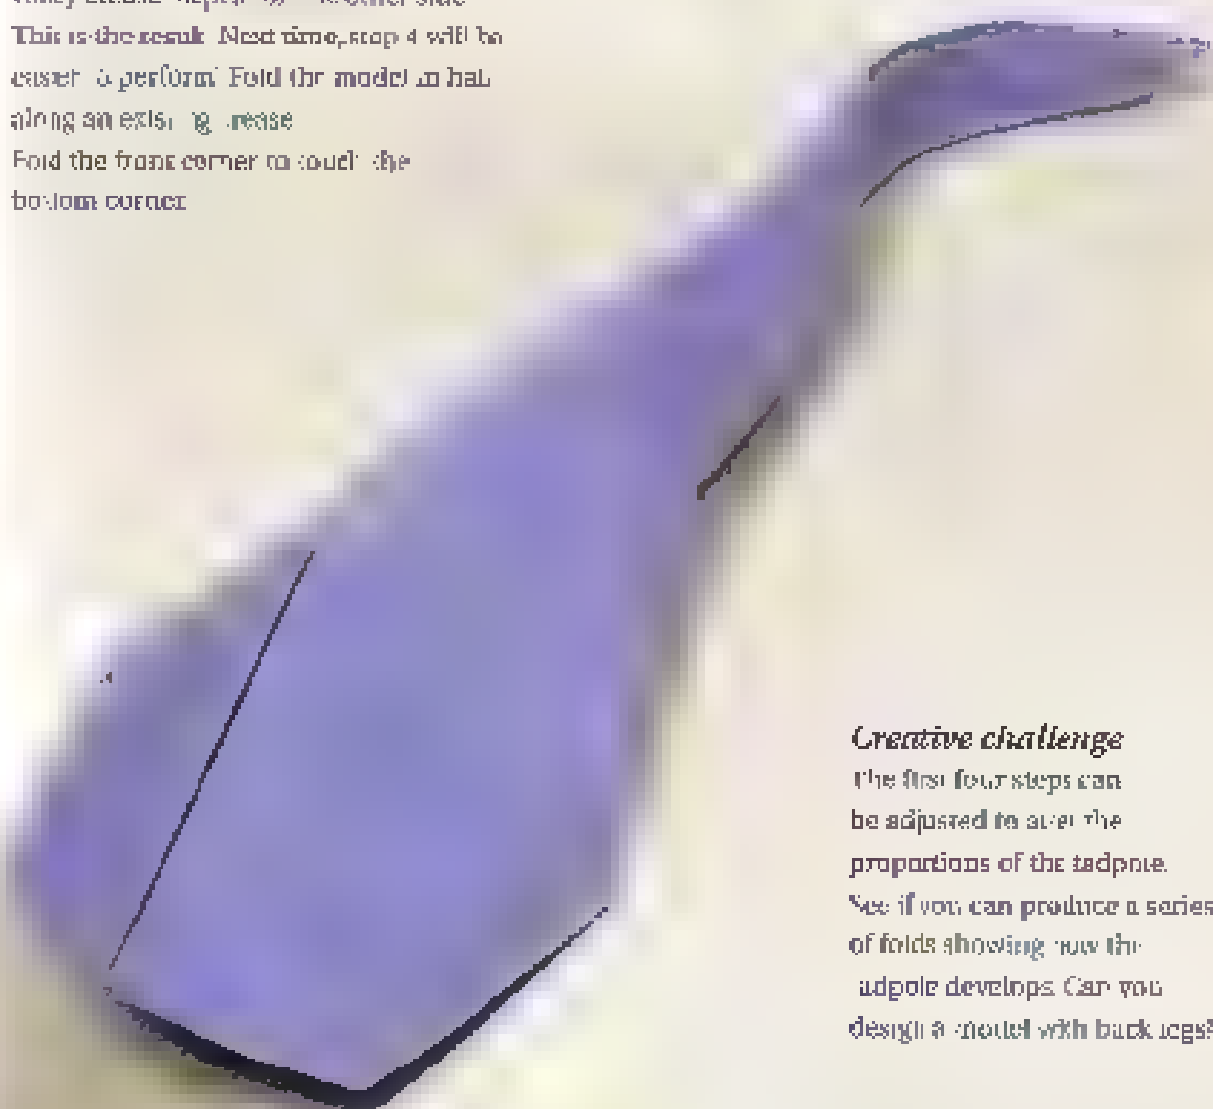 This is the result. Next time, step 4 will be
easier to perform! Fold the model in half
along an existing crease
Fold the front corner to touch the
bottom corner
Creative challenge
The first four steps can
be adjusted to alter the
proportions of the tadpole.
See if you can produce a series
of folds showing how the
tadpole develops. Can you
design a model with back legs?